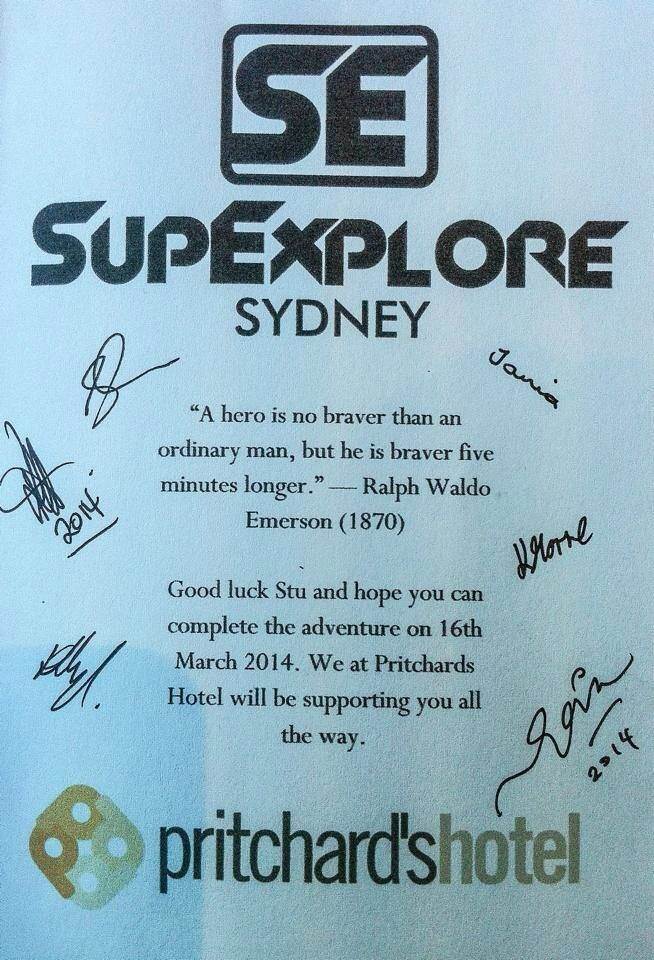 SE
SUPEXPLORE
SYDNEY
Tania
“A hero is no braver than an
ordinary man, but he is braver five
minutes longer.” — Ralph Waldo
Emerson (1870)
2014
Good luck Stu and hope you can
complete the adventure on 16th
March 2014. We at Pritchards
Hotel will be supporting you all
the way.
2014
pritchard'shotel